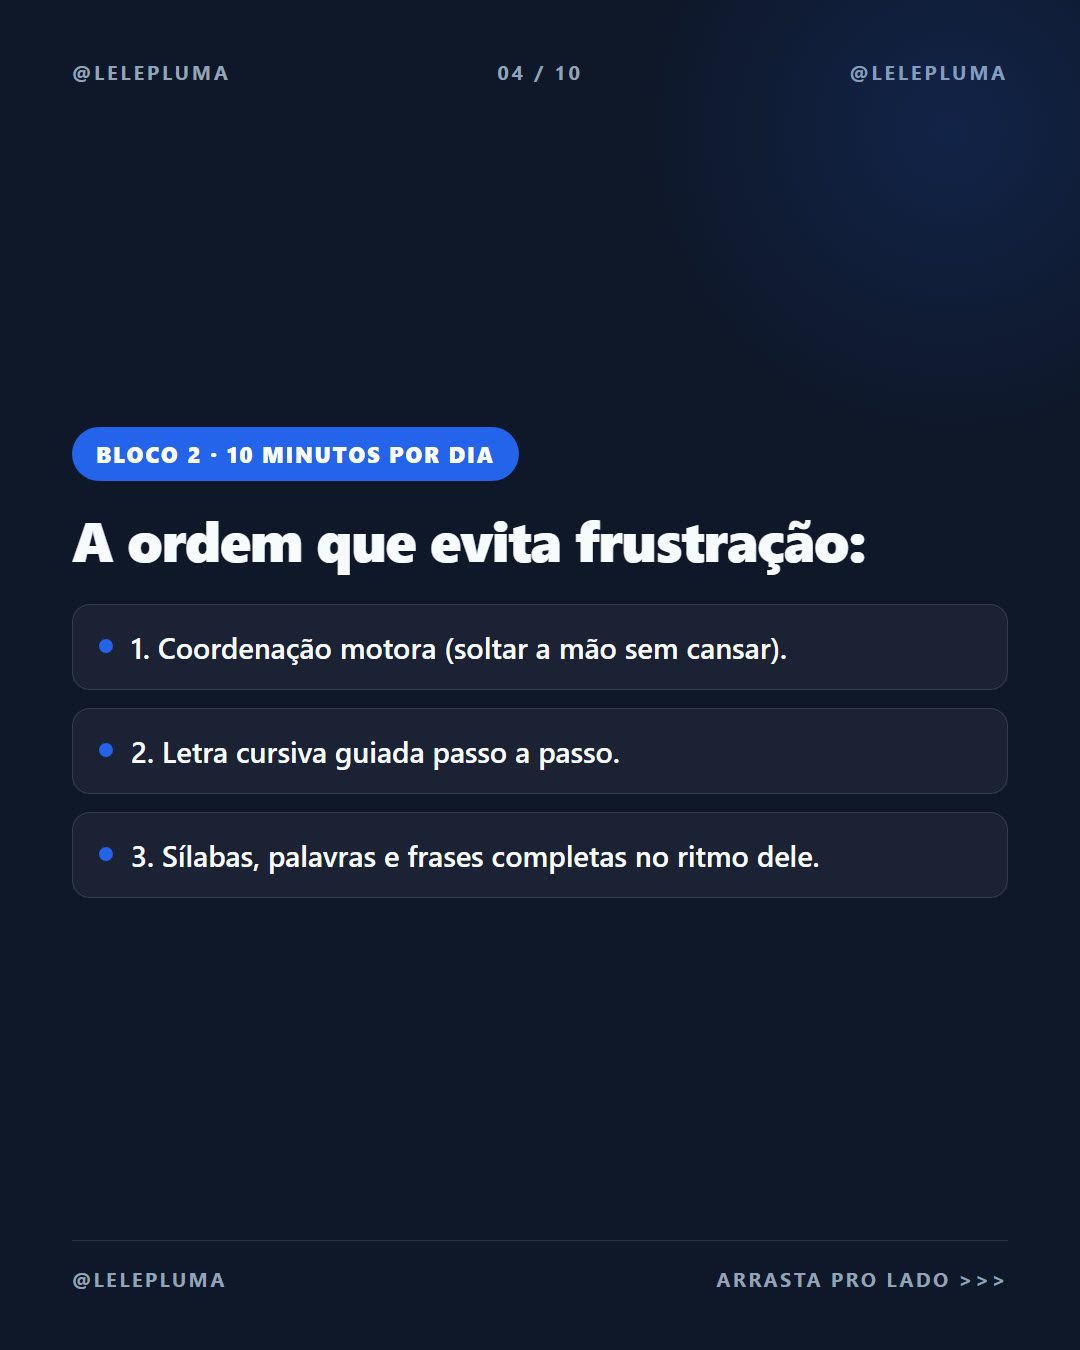 @LELEPLUMA
04 / 10
@LELEPLUMA
BLOCO 2 · 10 MINUTOS POR DIA
A ordem que evita frustração:
1. Coordenação motora (soltar a mão sem cansar).
2. Letra cursiva guiada passo a passo.
3. Sílabas, palavras e frases completas no ritmo dele.
@LELEPLUMA
ARRASTA PRO LADO >>>